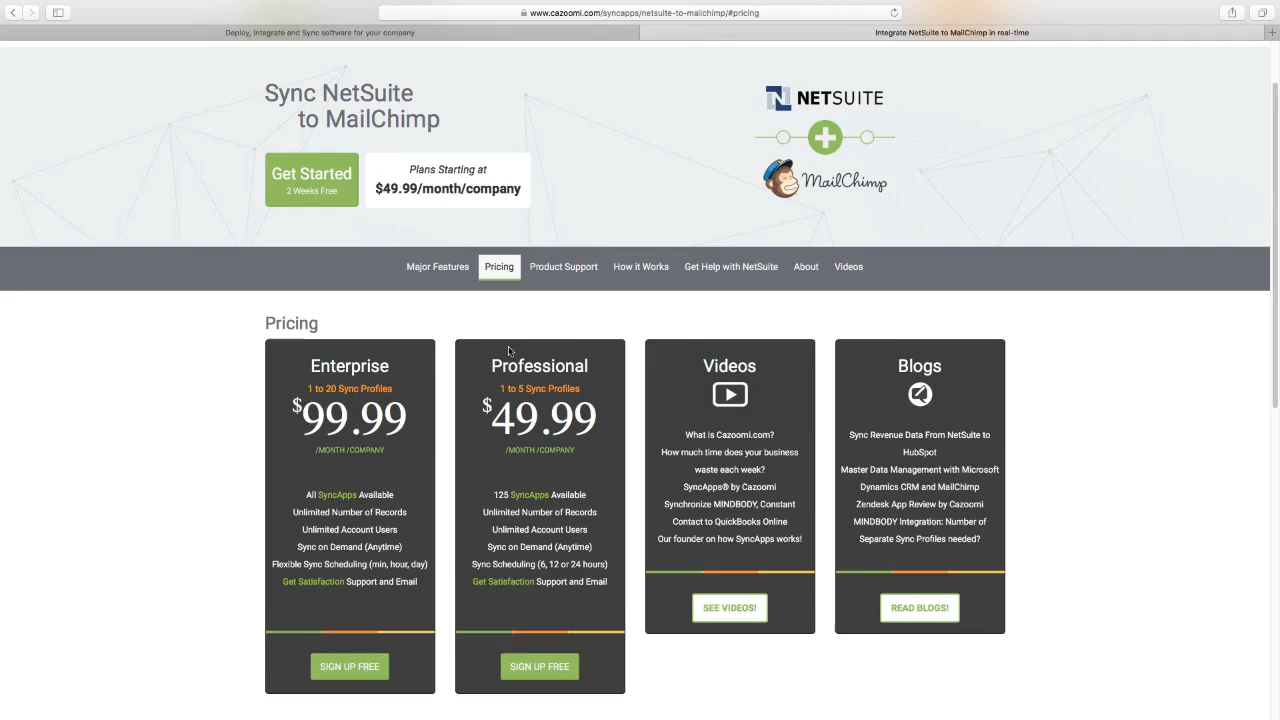 www.cazoomi.com/syncapps/netsuite-to-mailchimp/#pricing
Deploy, Integrate and Sync software for your company
Integrate NetSuite to MailChimp in real-time
Sync NetSuite
to MailChimp
Get Started
2 Weeks Free
Plans Starting at
$49.99/month/company
NETSUITE
MailChimp
Major Features
Pricing
Product Support
How it Works
Get Help with NetSuite
About
Videos
Pricing
Enterprise
1 to 20 Sync Profiles
$99.99
/MONTH /COMPANY
All SyncApps Available
Unlimited Number of Records
Unlimited Account Users
Sync on Demand (Anytime)
Flexible Sync Scheduling (min, hour, day)
Get Satisfaction Support and Email
SIGN UP FREE
Professional
1 to 5 Sync Profiles
$49.99
/MONTH /COMPANY
125 SyncApps Available
Unlimited Number of Records
Unlimited Account Users
Sync on Demand (Anytime)
Sync Scheduling (6, 12 or 24 hours)
Get Satisfaction Support and Email
SIGN UP FREE
Videos
What is Cazoomi.com?
How much time does your business
waste each week?
SyncApps® by Cazoomi
Synchronize MINDBODY, Constant
Contact to QuickBooks Online
Our founder on how SyncApps works!
SEE VIDEOS!
Blogs
Sync Revenue Data From NetSuite to
HubSpot
Master Data Management with Microsoft
Dynamics CRM and MailChimp
Zendesk App Review by Cazoomi
MINDBODY Integration: Number of
Separate Sync Profiles needed?
READ BLOGS!